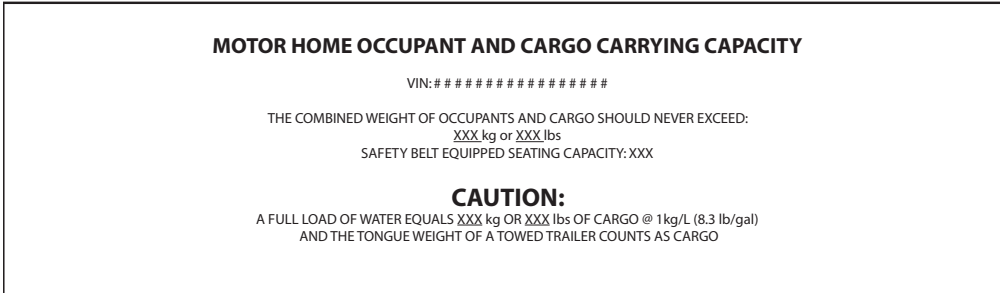 MOTOR HOME OCCUPANT AND CARGO CARRYING CAPACITY
VIN: # # # # # # # # # # # # # # # # #
THE COMBINED WEIGHT OF OCCUPANTS AND CARGO SHOULD NEVER EXCEED:
XXX kg or XXX lbs
SAFETY BELT EQUIPPED SEATING CAPACITY: XXX
CAUTION:
A FULL LOAD OF WATER EQUALS XXX kg OR XXX lbs OF CARGO @ 1kg/L (8.3 lb/gal)
AND THE TONGUE WEIGHT OF A TOWED TRAILER COUNTS AS CARGO